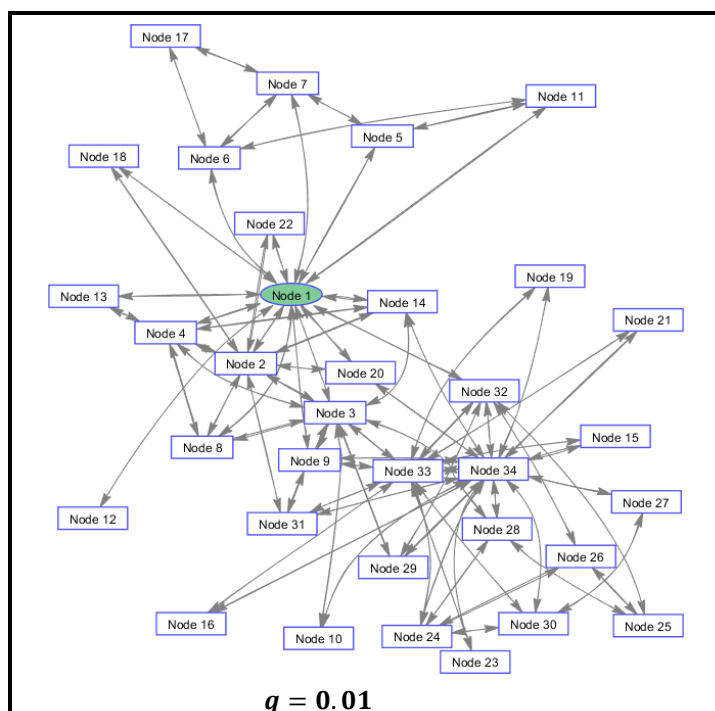 Node 17
Node 7
Node 11
Node 5
Node 18
Node 6
Node 22
Node 19
Node 13
Node 1
Node 14
Node 21
Node 4
Node 2
Node 20
Node 32
Node 3
Node 8
Node 15
Node 9
Node 33
Node 34
Node 27
Node 12
Node 31
Node 28
Node 26
Node 29
Node 16
Node 10
Node 24
Node 30
Node 25
Node 23
q = 0.01